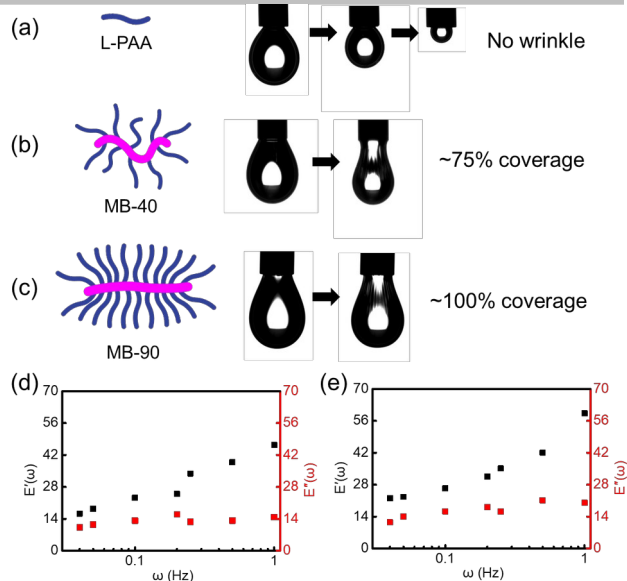 (a)
L-PAA
No wrinkle
(b)
MB-40
~75% coverage
(c)
MB-90
~100% coverage
(d)
70
56
42
28
14
0
E'(ω)
0.1
1
ω (Hz)
70
56
42
28
14
0
E"(ω)
(e)
70
56
42
28
14
0
E'(ω)
0.1
1
ω (Hz)
70
56
42
28
14
0
E"(ω)